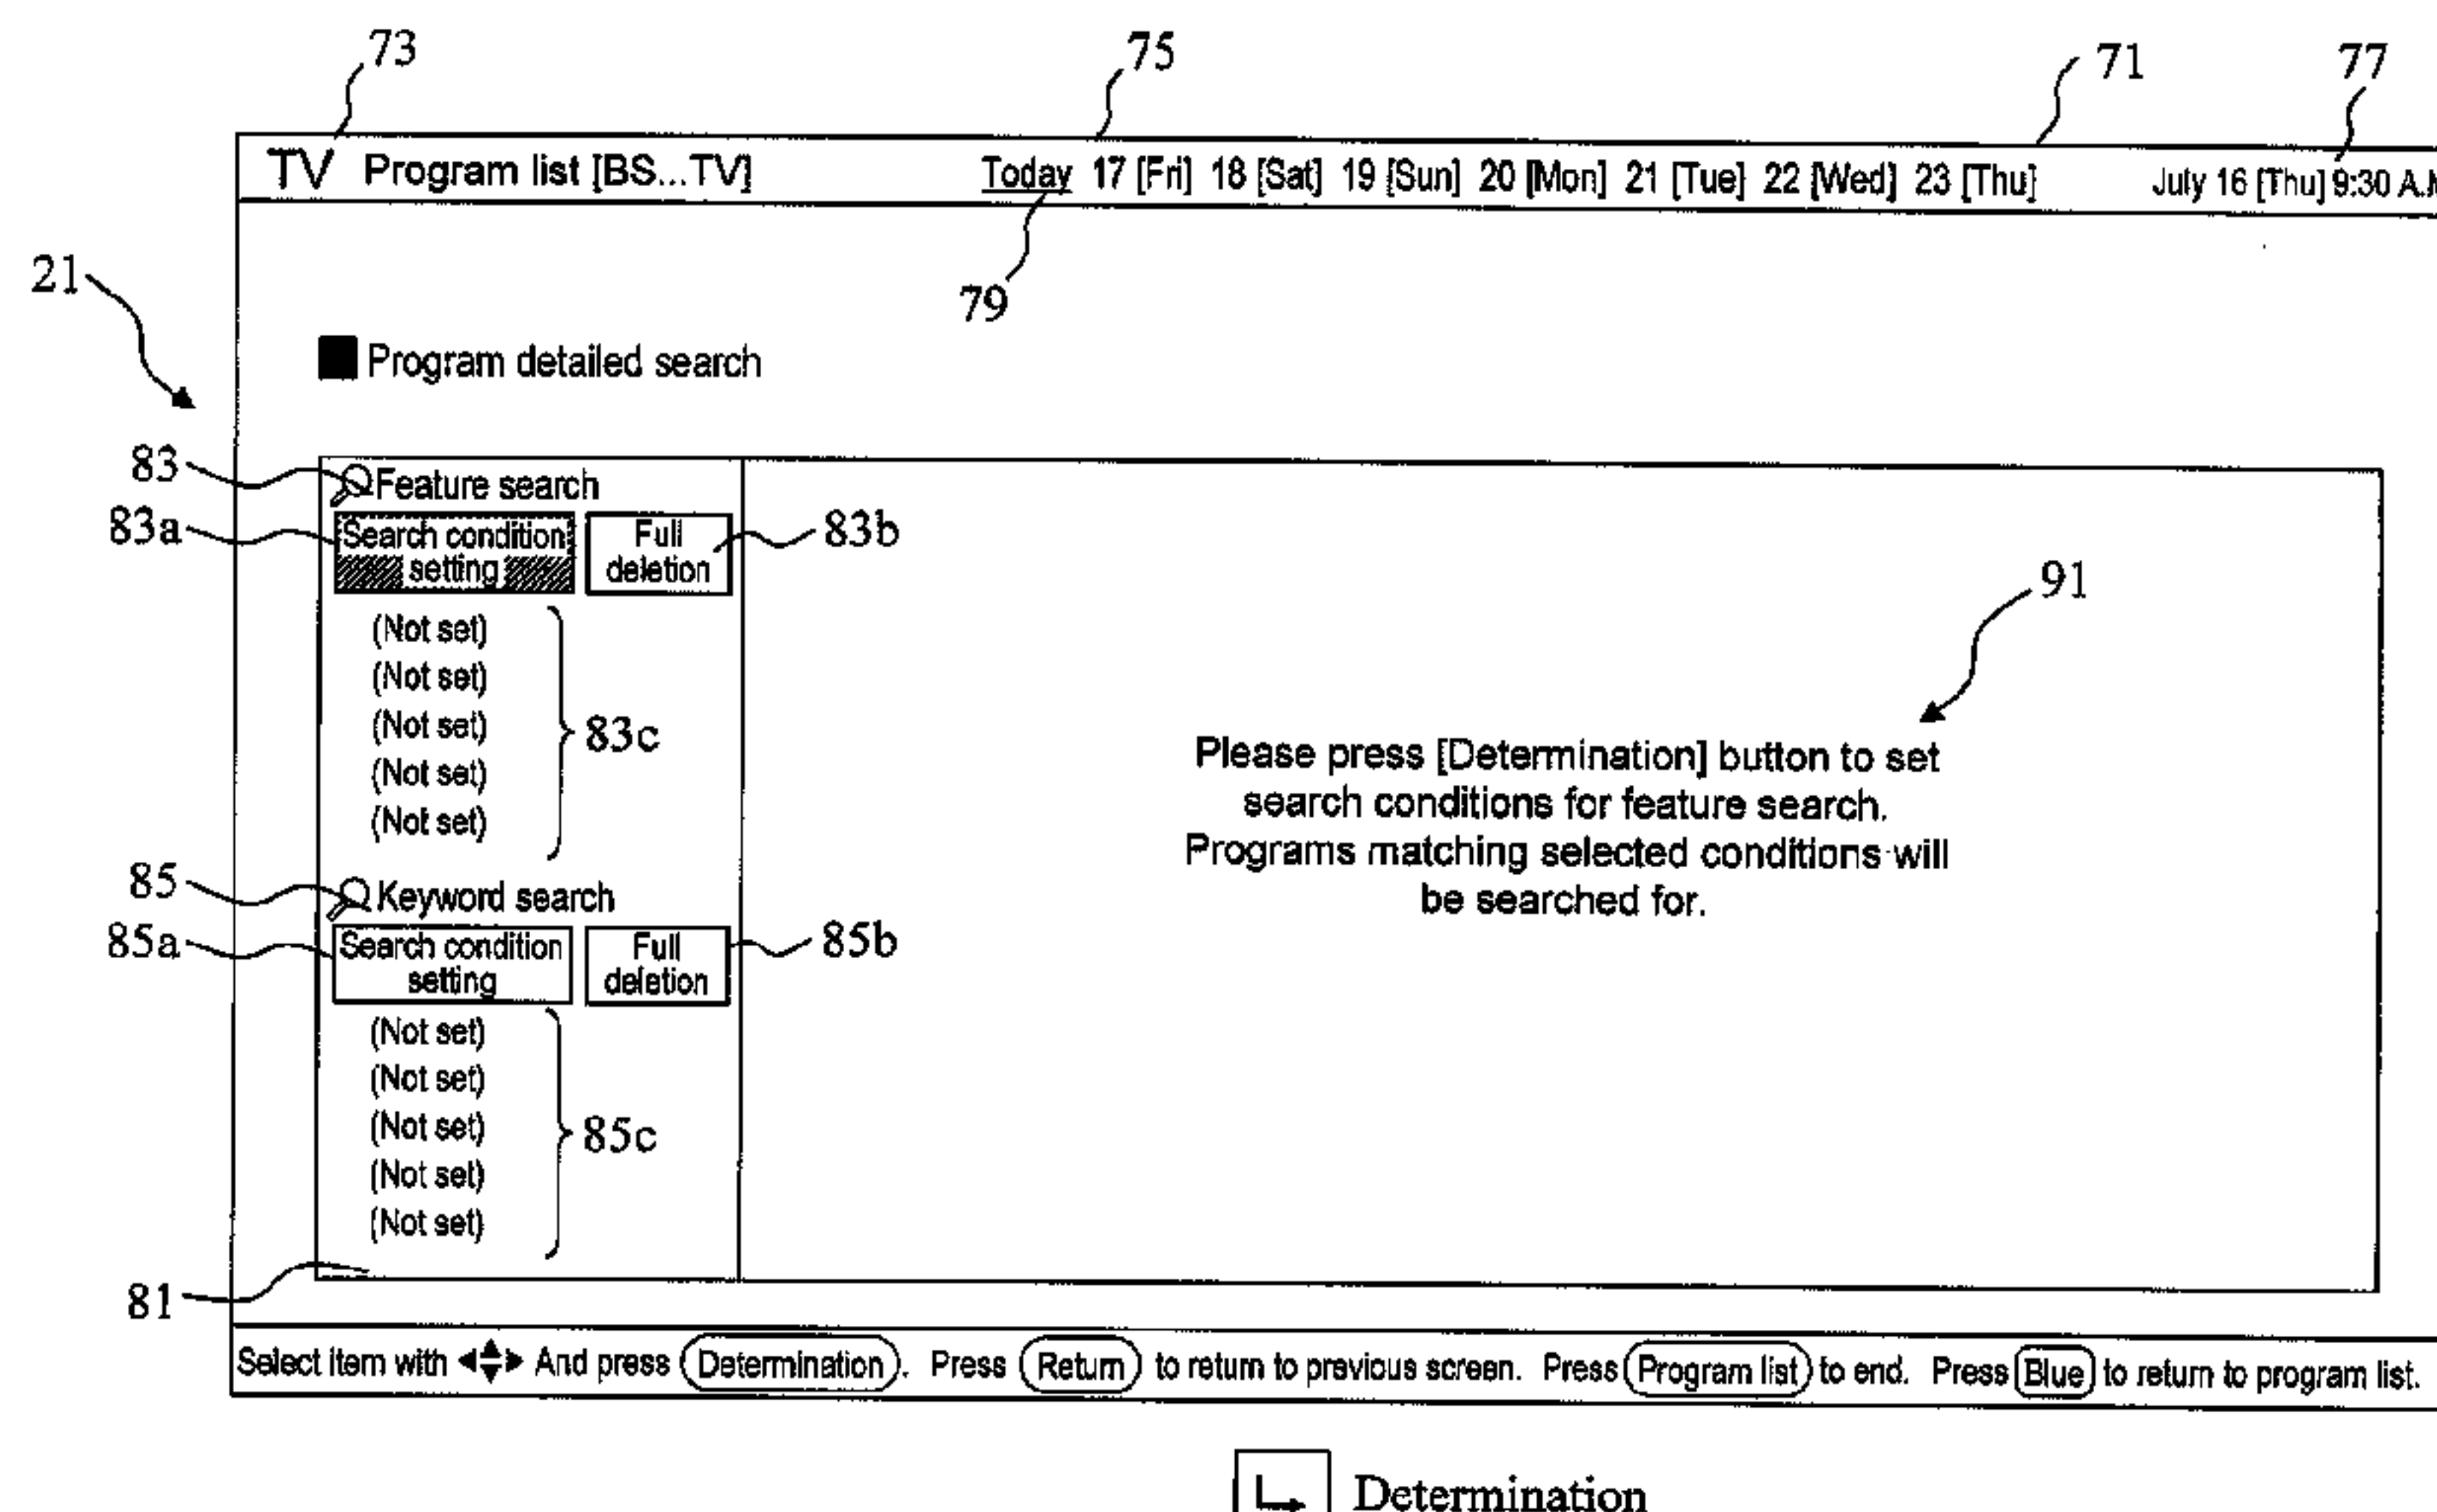 73
75
71
77
TV Program list [BS...TV] Today 17 [Fri] 18 [Sat] 19 [Sun] 20 [Mon] 21 [Tue] 22 [Wed] 23 [Thu] July 16 [Thu] 9:30 A.M
21
79
Program detailed search
83
Feature search
83a
Search condition
setting
Full
deletion
83b
(Not set)
(Not set)
(Not set)
(Not set)
(Not set)
83c
91
Please press [Determination] button to set
search conditions for feature search.
Programs matching selected conditions will
be searched for.
85
Keyword search
85a
Search condition
setting
Full
deletion
85b
(Not set)
(Not set)
(Not set)
(Not set)
(Not set)
85c
81
Select item with And press Determination. Press Return to return to previous screen. Press Program list to end. Press Blue to return to program list.
Determination